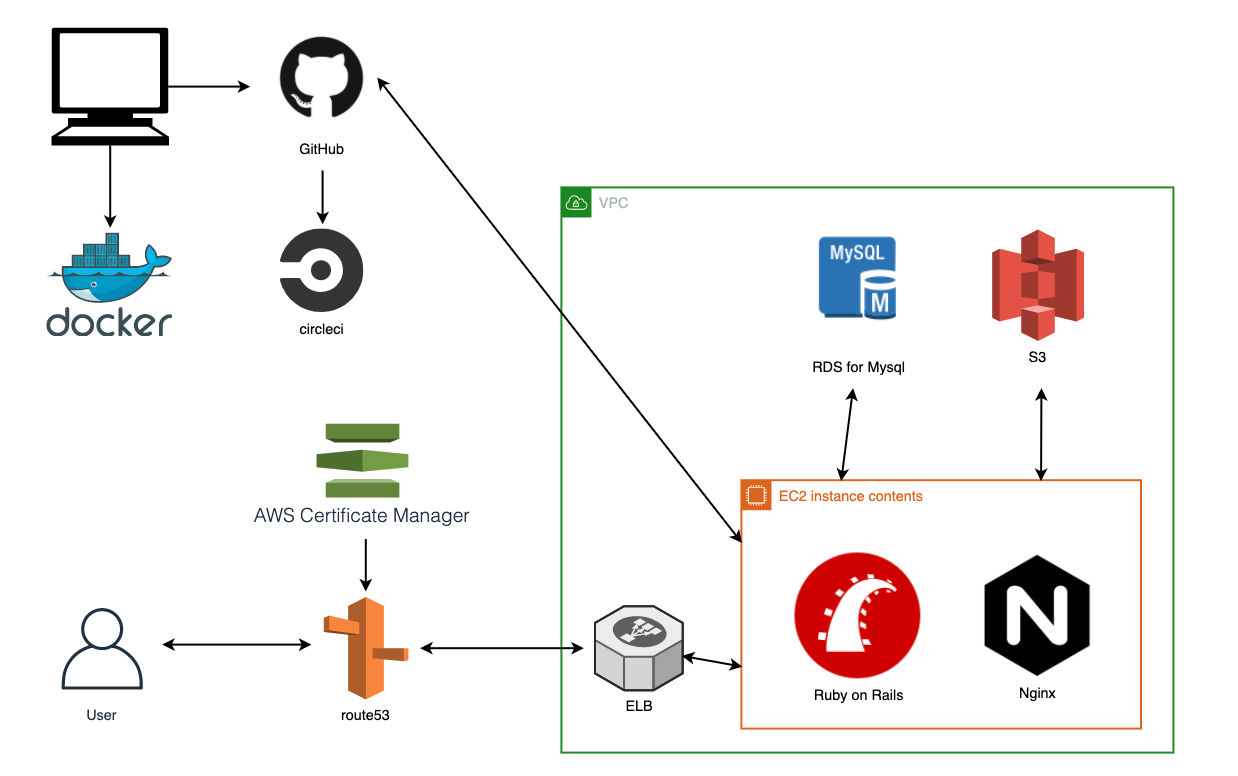 GitHub
VPC
MySQL
M
docker
circleci
RDS for Mysql
S3
EC2 instance contents
AWS Certificate Manager
N
Ruby on Rails
Nginx
User
route53
ELB